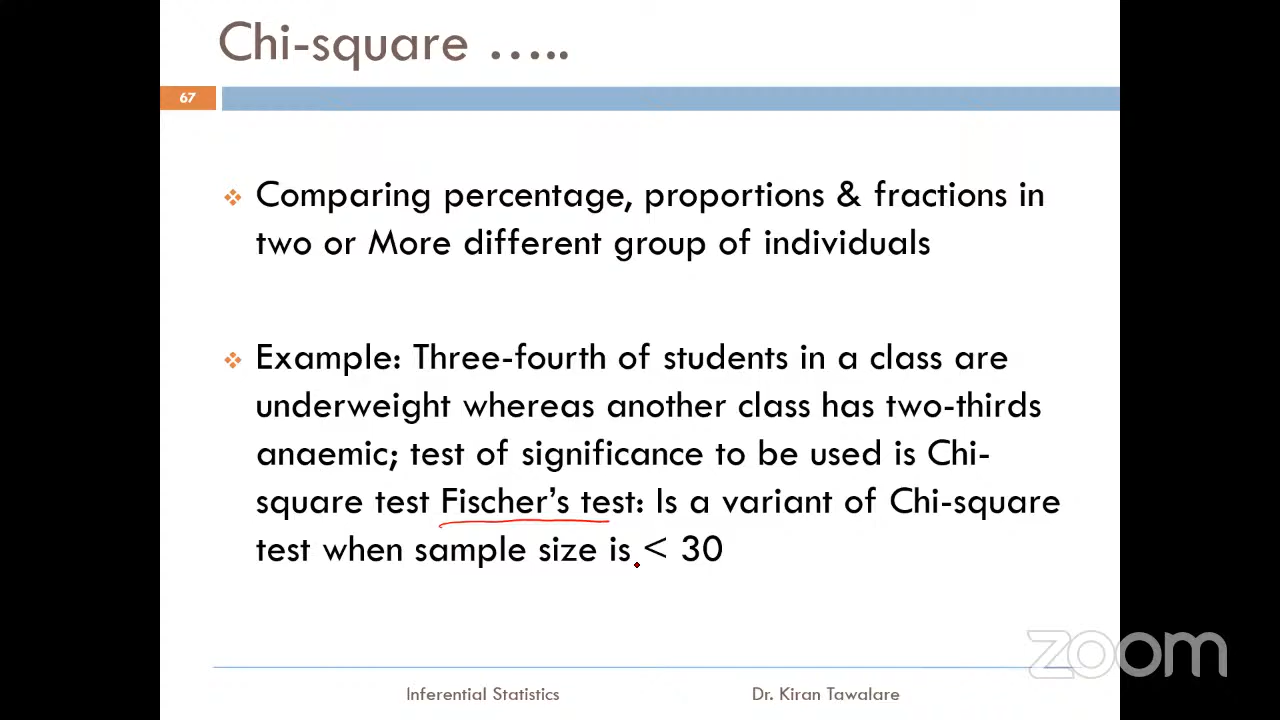 Chi-square …..
67
Comparing percentage, proportions & fractions in
two or More different group of individuals
Example: Three-fourth of students in a class are
underweight whereas another class has two-thirds
anaemic; test of significance to be used is Chi-
square test Fischer’s test: Is a variant of Chi-square
test when sample size is < 30
zoom
Inferential Statistics
Dr. Kiran Tawalare